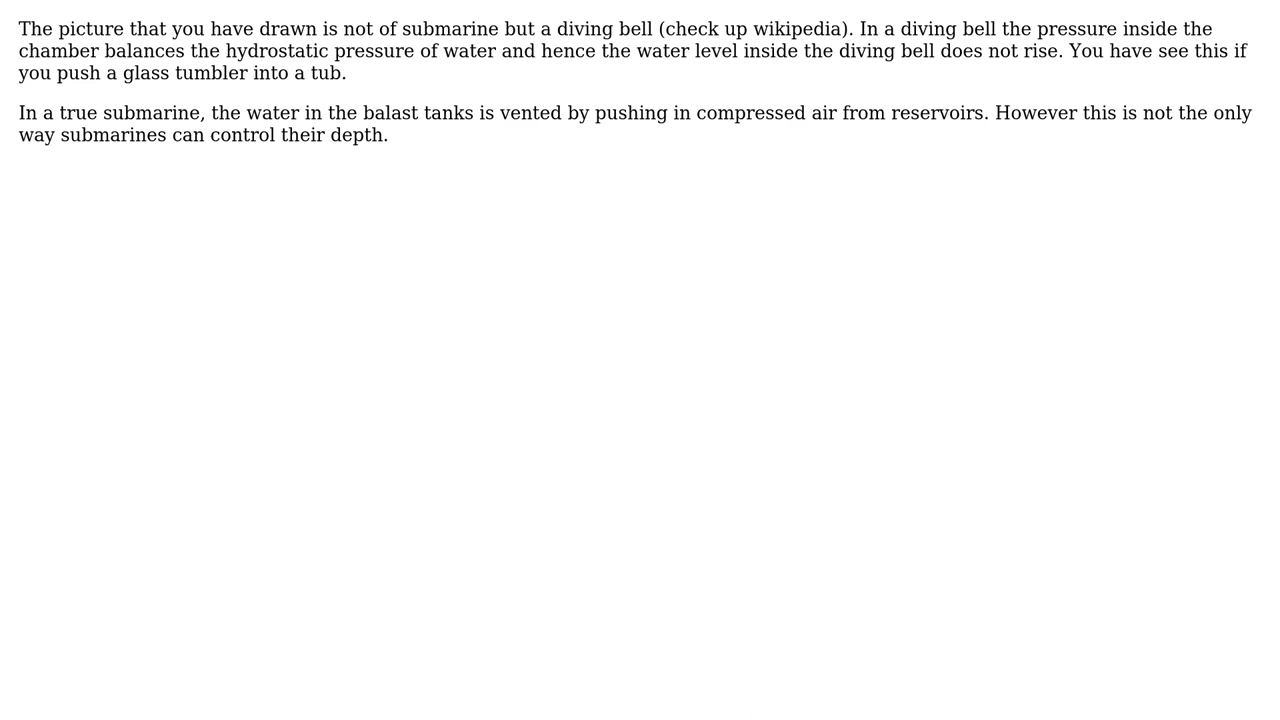 The picture that you have drawn is not of submarine but a diving bell (check up wikipedia). In a diving bell the pressure inside the
chamber balances the hydrostatic pressure of water and hence the water level inside the diving bell does not rise. You have see this if
you push a glass tumbler into a tub.
In a true submarine, the water in the balast tanks is vented by pushing in compressed air from reservoirs. However this is not the only
way submarines can control their depth.